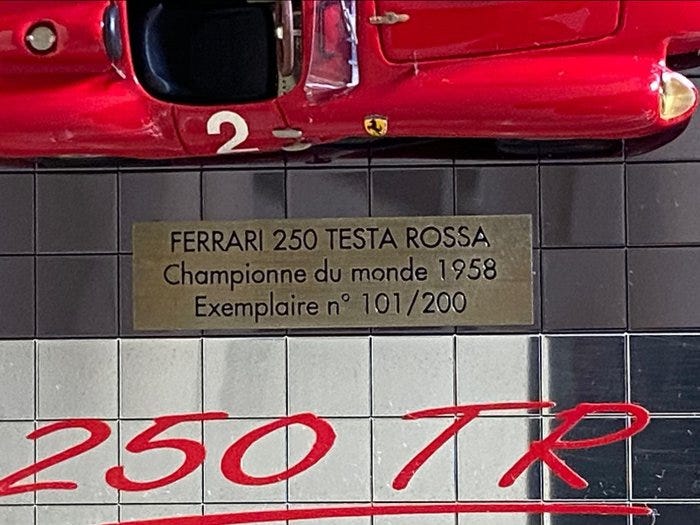 2
FERRARI 250 TESTA ROSSA
Championne du monde 1958
Exemplaire n° 101/200
250 TR